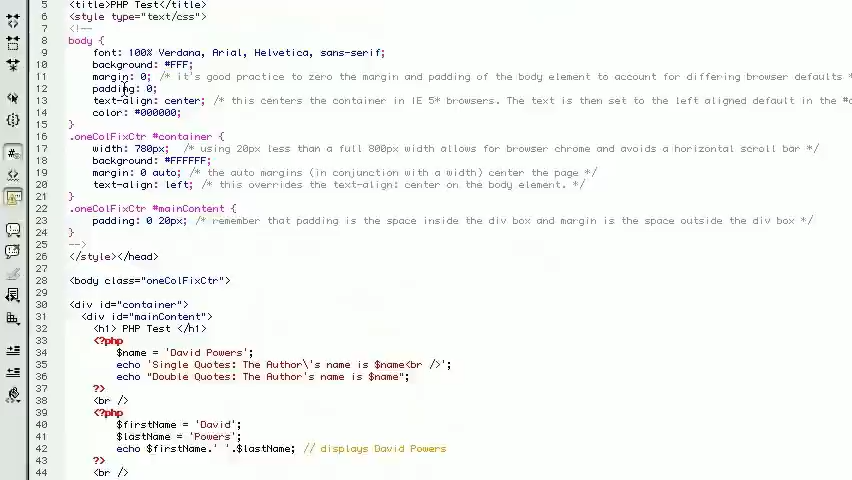 5 <title>PHP Test</title>
6 <style type="text/css">
7 <!--
8 body {
9 font: 100% Verdana, Arial, Helvetica, sans-serif;
10 background: #FFF;
11 margin: 0; /* it's good practice to zero the margin and padding of the body element to account for differing browser defaults *
12 padding: 0;
13 text-align: center; /* this centers the container in IE 5* browsers. The text is then set to the left aligned default in the #c
14 color: #000000;
15 }
16 .oneColFixCtr #container {
17 width: 780px; /* using 20px less than a full 800px width allows for browser chrome and avoids a horizontal scroll bar */
18 background: #FFFFFF;
19 margin: 0 auto; /* the auto margins (in conjunction with a width) center the page */
20 text-align: left; /* this overrides the text-align: center on the body element. */
21 }
22 .oneColFixCtr #mainContent {
23 padding: 0 20px; /* remember that padding is the space inside the div box and margin is the space outside the div box */
24 }
25 -->
26 </style></head>
27
28 <body class="oneColFixCtr">
29
30 <div id="container">
31 <div id="mainContent">
32 <h1> PHP Test </h1>
33 <?php
34 $name = 'David Powers';
35 echo 'Single Quotes: The Author\'s name is $name<br />';
36 echo "Double Quotes: The Author's name is $name";
37 ?>
38 <br />
39 <?php
40 $firstName = 'David';
41 $lastName = 'Powers';
42 echo $firstName.' '.$lastName; // displays David Powers
43 ?>
44 <br />